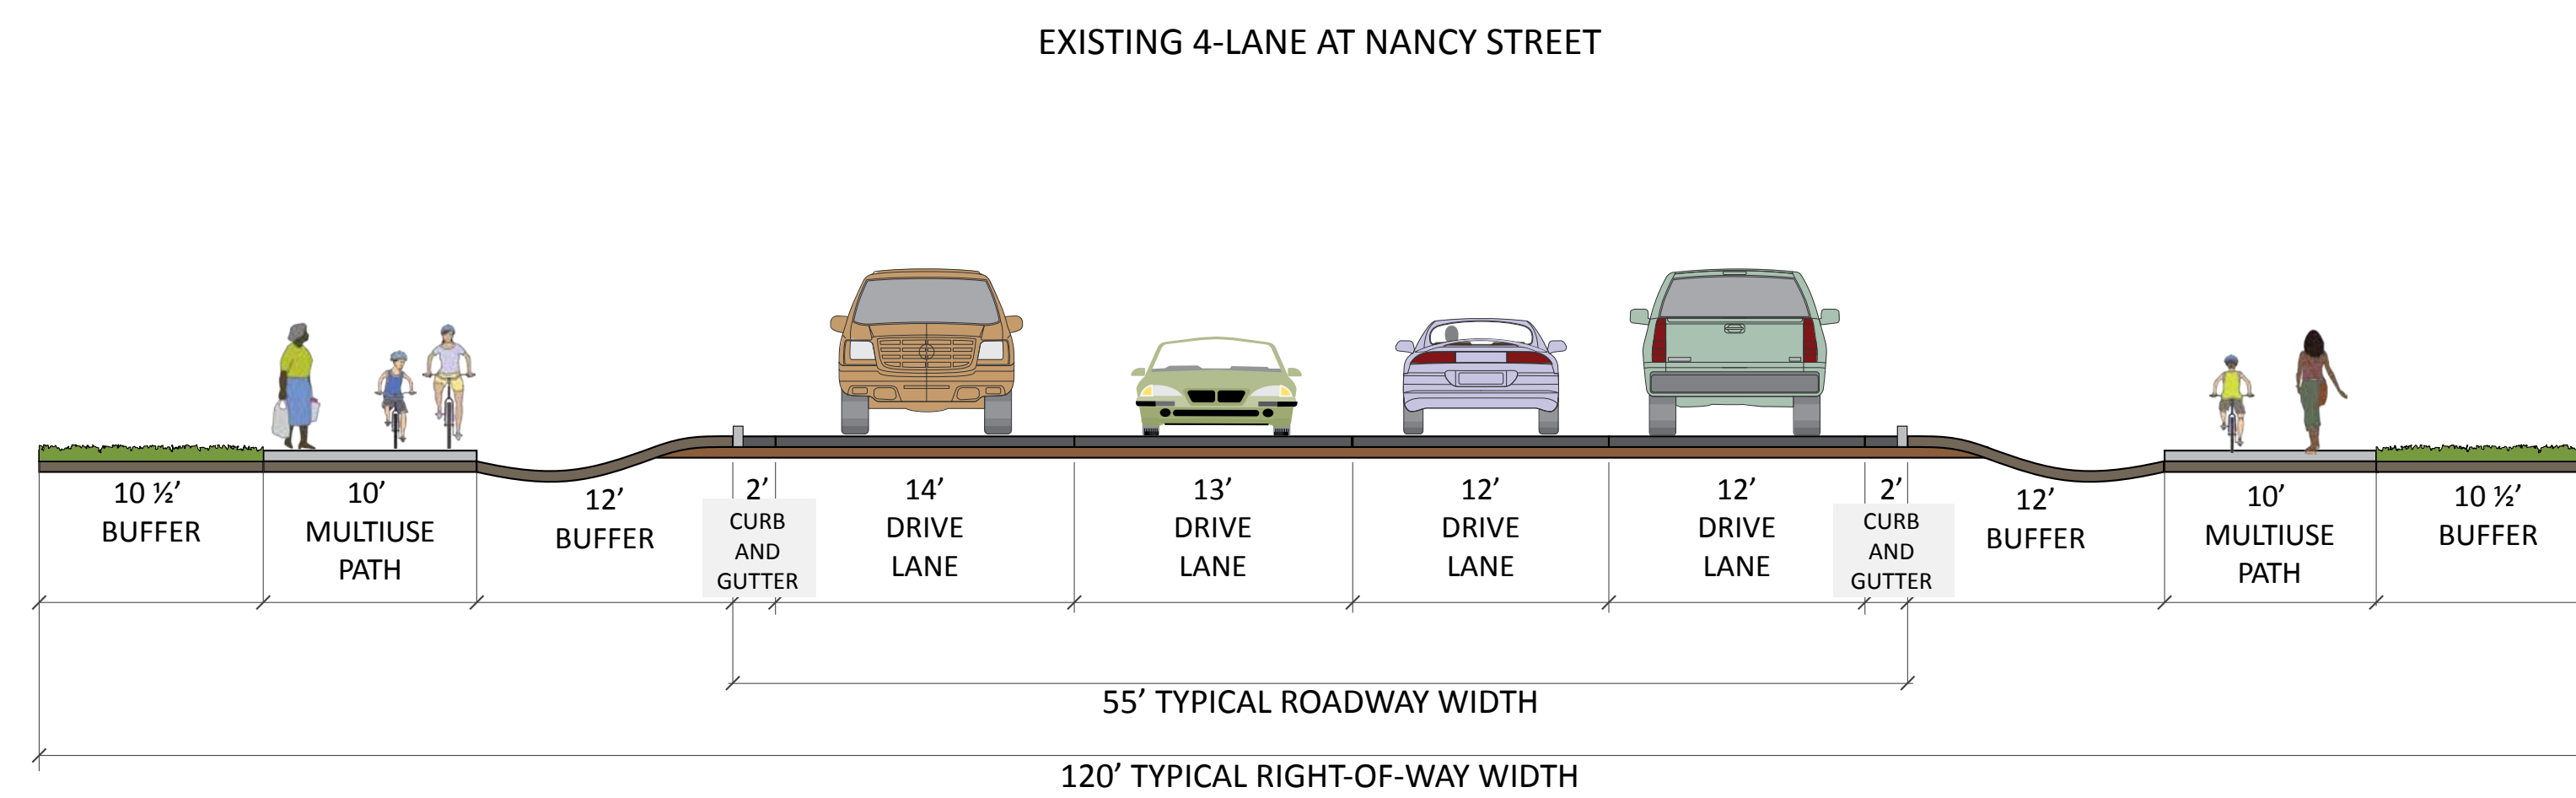 EXISTING 4-LANE AT NANCY STREET
10 ½’
BUFFER
10’
MULTIUSE
PATH
12’
BUFFER
2’
CURB
AND
GUTTER
14’
DRIVE
LANE
13’
DRIVE
LANE
12’
DRIVE
LANE
12’
DRIVE
LANE
2’
CURB
AND
GUTTER
12’
BUFFER
10’
MULTIUSE
PATH
10 ½’
BUFFER
55’ TYPICAL ROADWAY WIDTH
120’ TYPICAL RIGHT-OF-WAY WIDTH